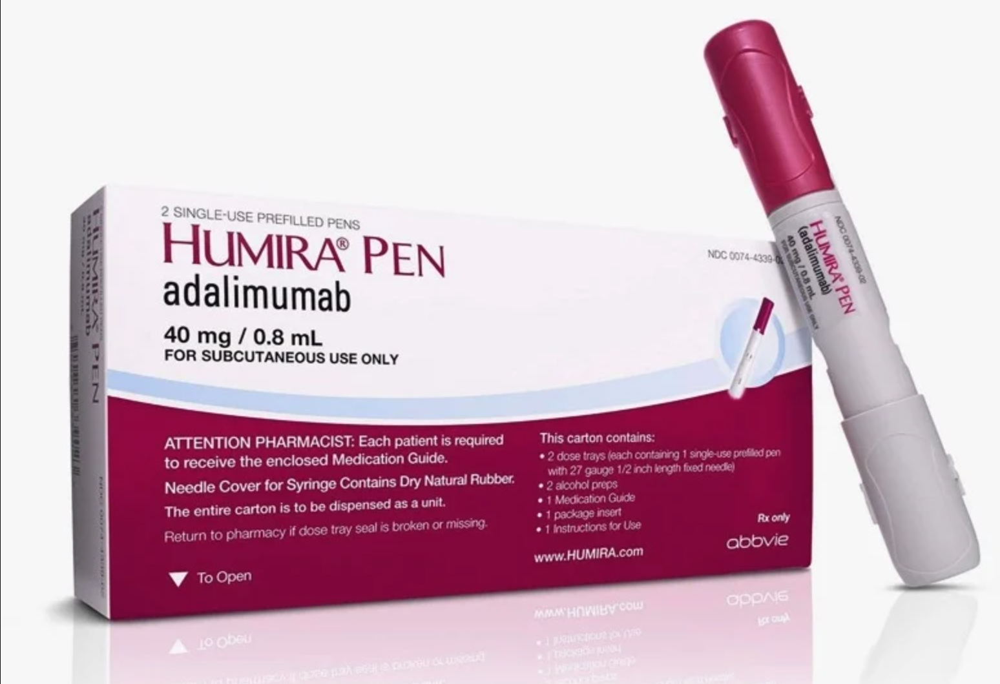 2 SINGLE-USE PREFILLED PENS
HUMIRA® PEN
adalimumab
40 mg / 0.8 mL
FOR SUBCUTANEOUS USE ONLY
NDC 0074-4339-0
ATTENTION PHARMACIST: Each patient is required
to receive the enclosed Medication Guide.
Needle Cover for Syringe Contains Dry Natural Rubber.
The entire carton is to be dispensed as a unit.
Return to pharmacy if dose tray seal is broken or missing.
To Open
This carton contains:
• 2 dose trays (each containing 1 single-use prefilled pen
with 27 gauge 1/2 inch length fixed needle)
• 2 alcohol preps
• 1 Medication Guide
• 1 package insert
• 1 Instructions for Use
www.HUMIRA.com
Rx only
abbvie
HUMIRA® PEN
adalimumab
NDC 0074-4339-02
HUMIRA® PEN
(adalimumab)
40 mg / 0.8 mL
FOR SUBCUTANEOUS USE ONLY